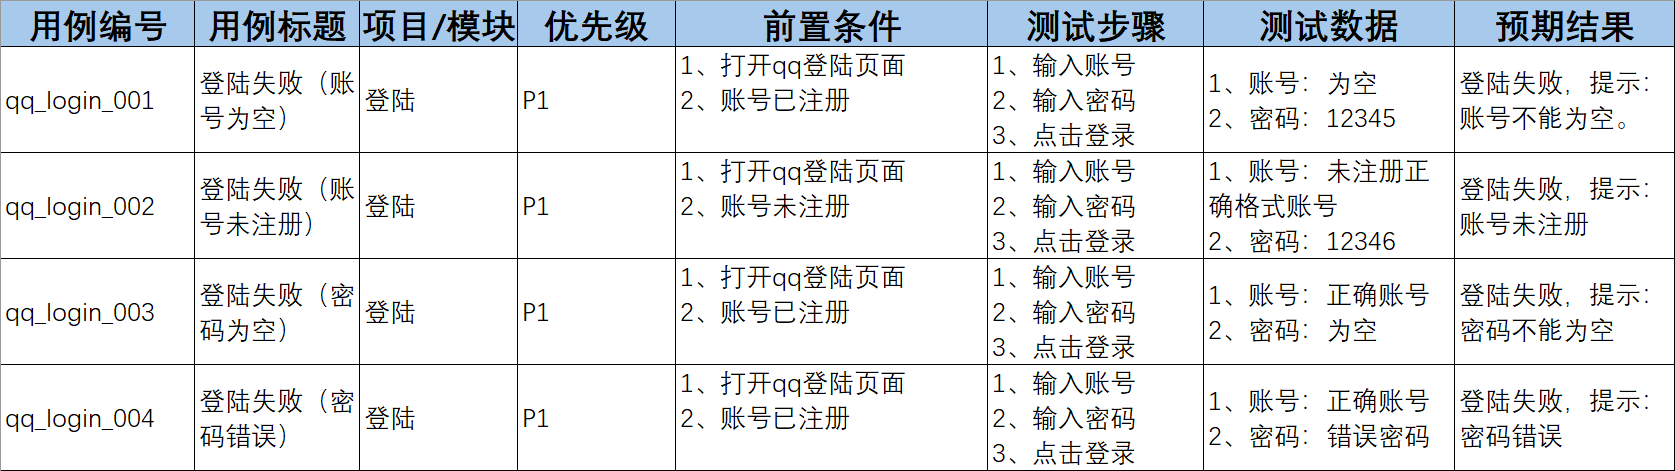 用例编号 用例标题 项目/模块 优先级 前置条件 测试步骤 测试数据 预期结果
qq_login_001
登陆失败（账
号为空）
登陆
P1
1、打开qq登陆页面
2、账号已注册
1、输入账号
2、输入密码
3、点击登录
1、账号：为空
2、密码：12345
登陆失败，提示：
账号不能为空。
qq_login_002
登陆失败（账
号未注册）
登陆
P1
1、打开qq登陆页面
2、账号未注册
1、输入账号
2、输入密码
3、点击登录
1、账号：未注册正
确格式账号
2、密码：12346
登陆失败，提示：
账号未注册
qq_login_003
登陆失败（密
码为空）
登陆
P1
1、打开qq登陆页面
2、账号已注册
1、输入账号
2、输入密码
3、点击登录
1、账号：正确账号
2、密码：为空
登陆失败，提示：
密码不能为空
qq_login_004
登陆失败（密
码错误）
登陆
P1
1、打开qq登陆页面
2、账号已注册
1、输入账号
2、输入密码
3、点击登录
1、账号：正确账号
2、密码：错误密码
登陆失败，提示：
密码错误